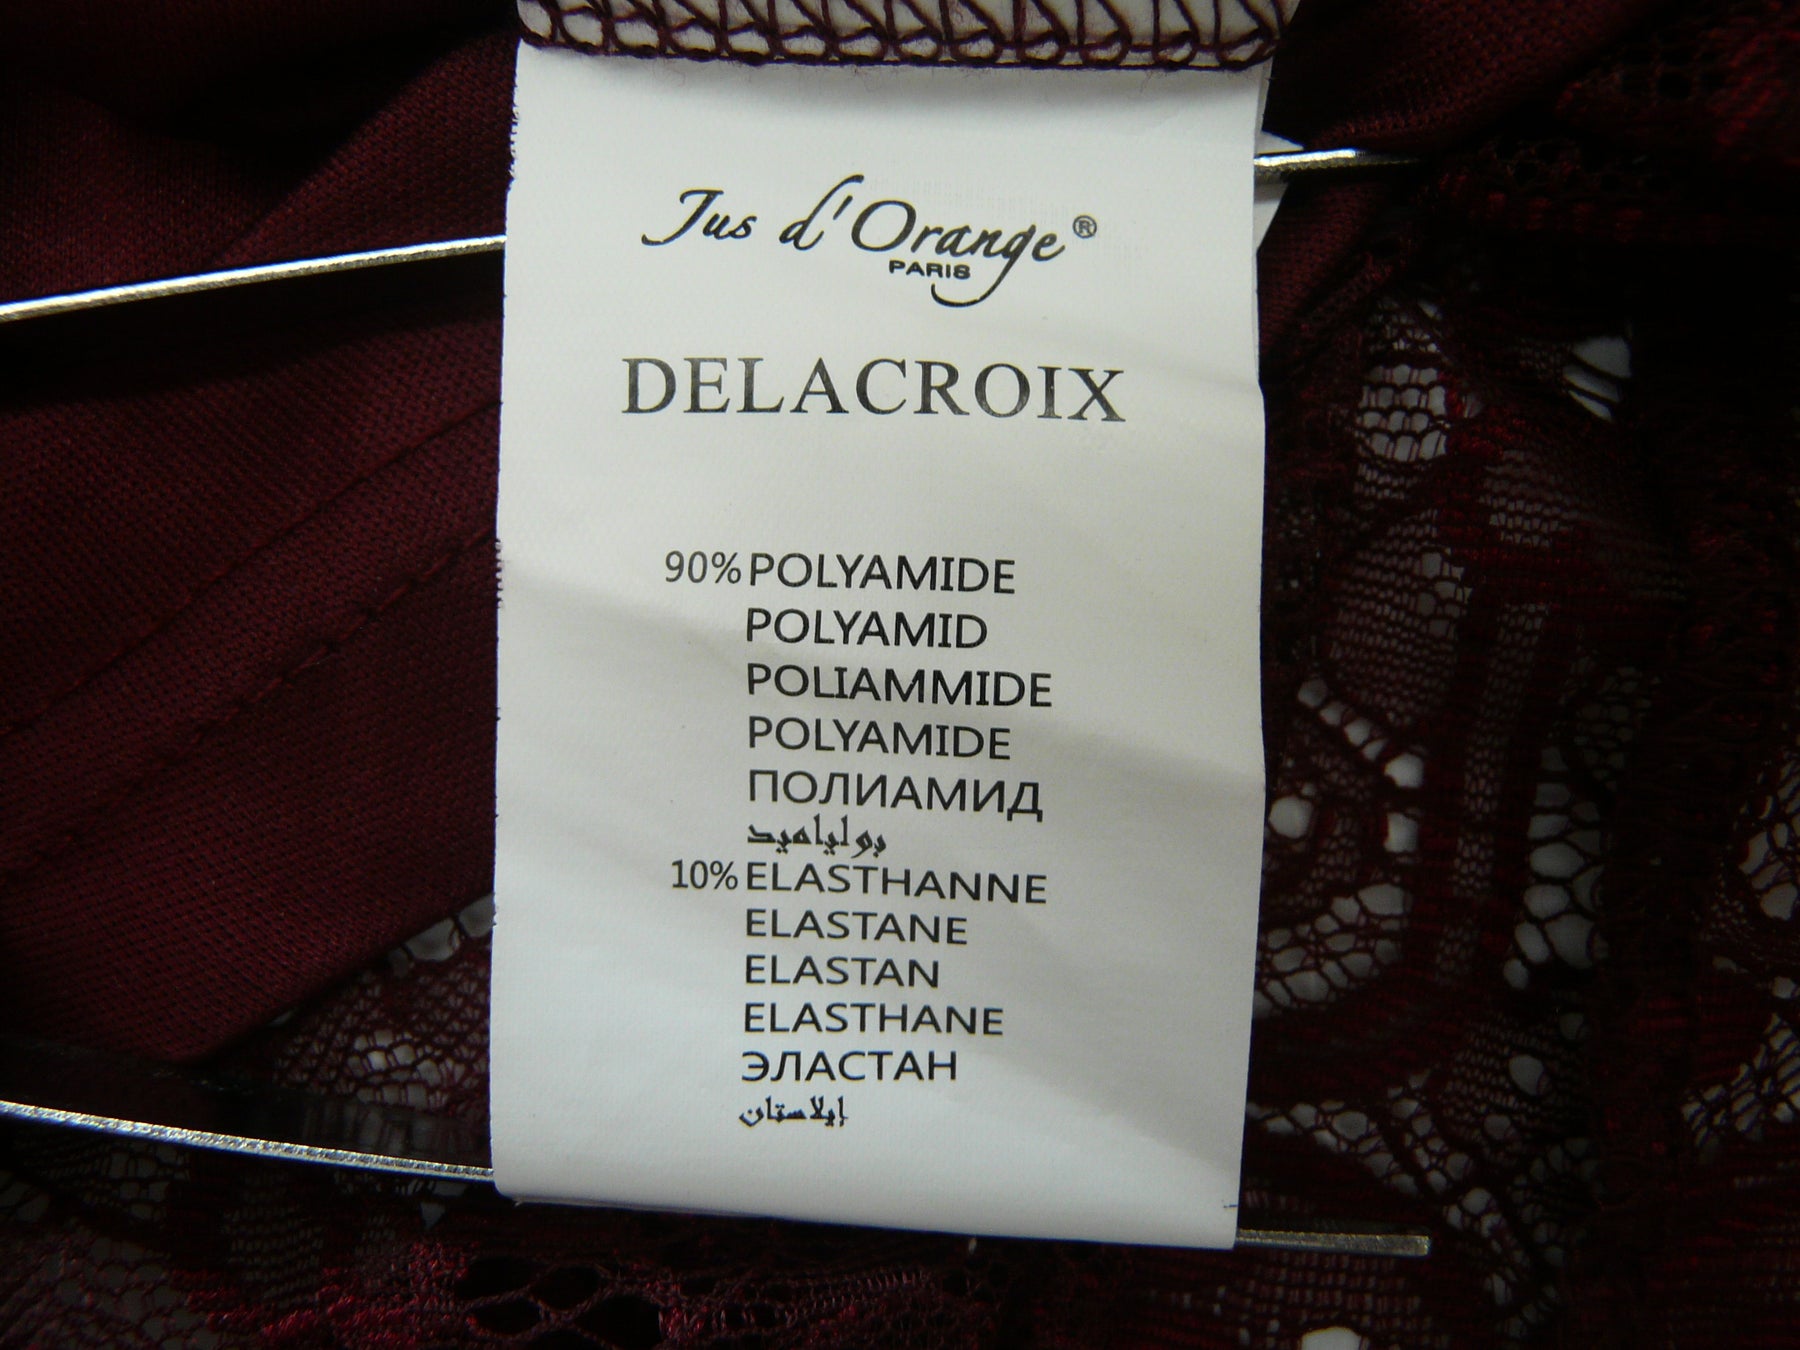 Jus d'Orange®
PARIS
DELACROIX
90% POLYAMIDE
POLYAMID
POLIAMMIDE
POLYAMIDE
ПОЛИАМИД
بولياميد
10% ELASTHANNE
ELASTANE
ELASTAN
ELASTHANE
ЭЛАСТАН
إيلاستان